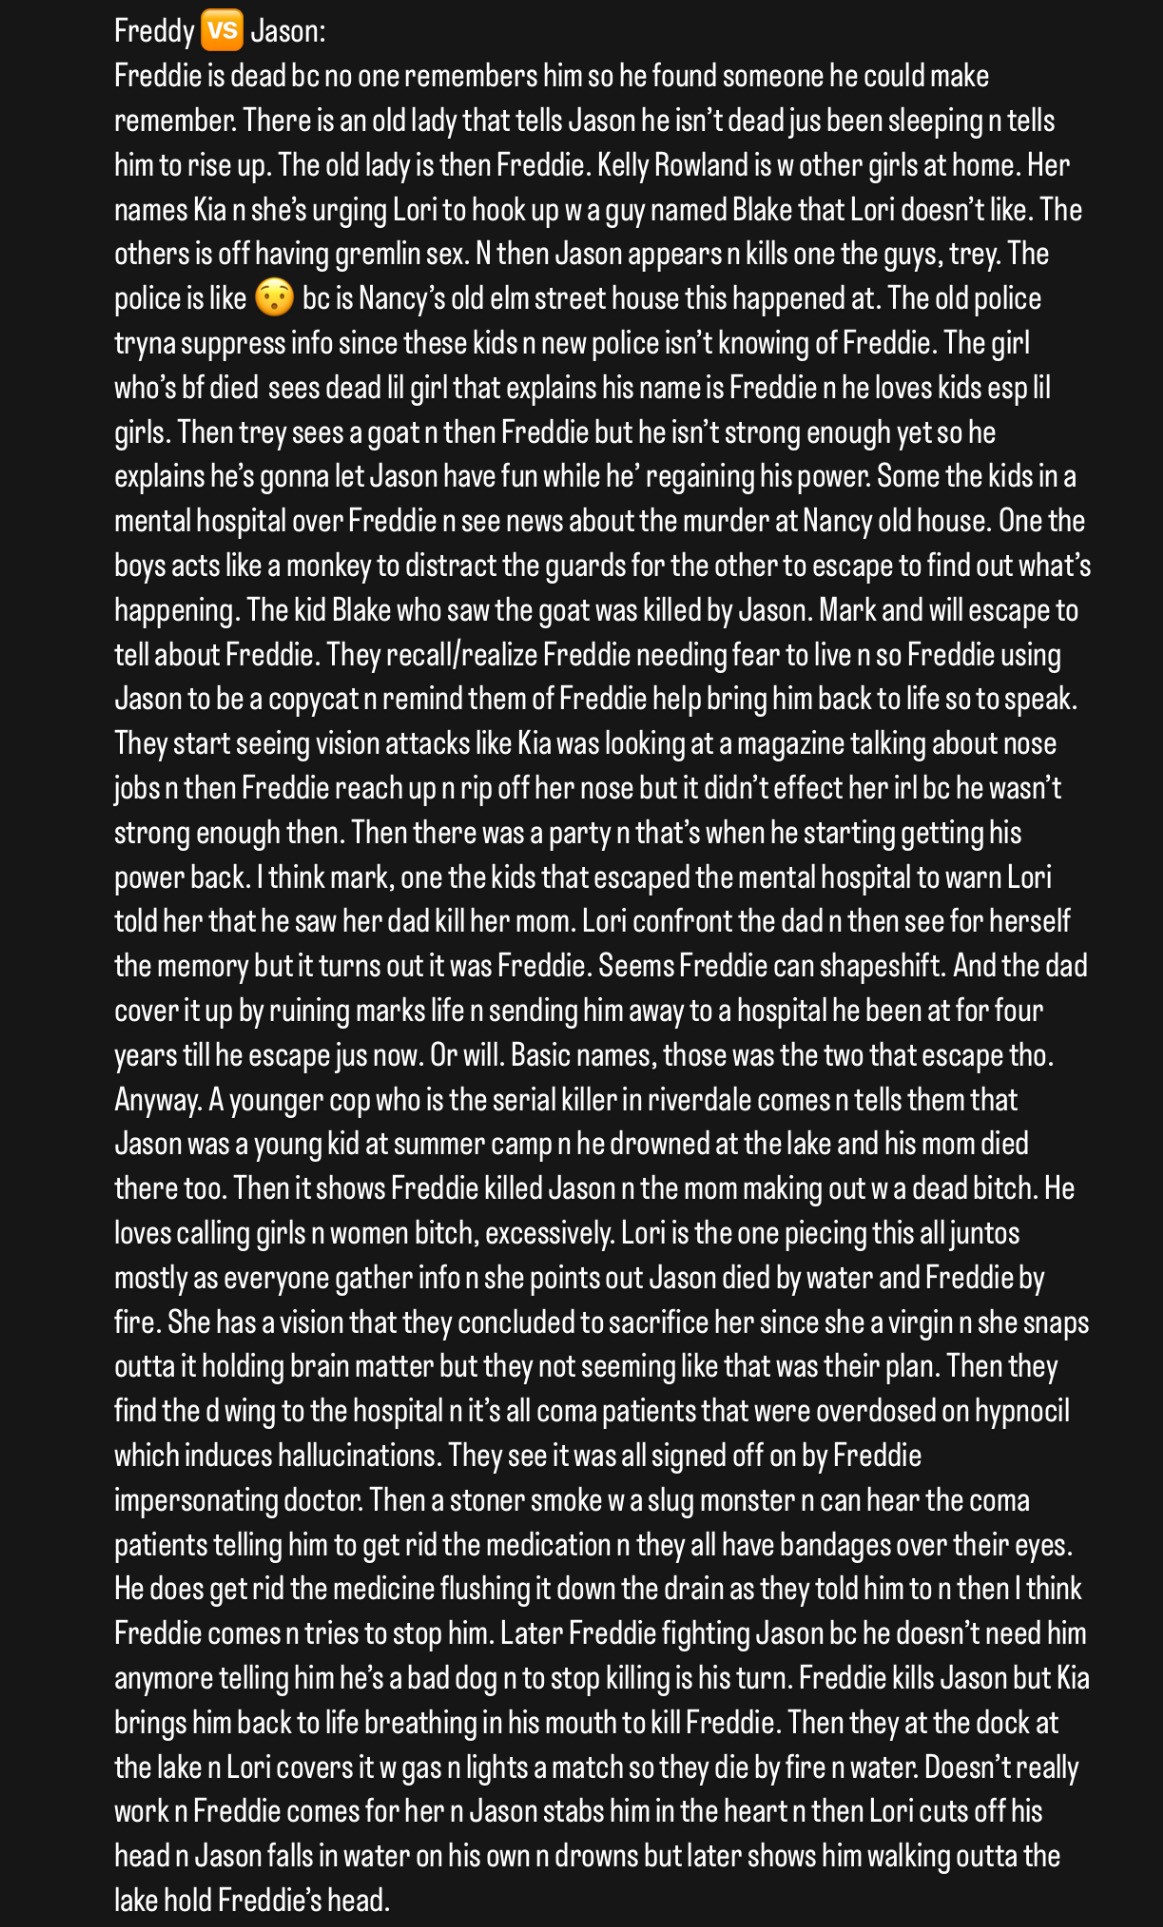 Freddy 🆚 Jason:
Freddie is dead bc no one remembers him so he found someone he could make
remember. There is an old lady that tells Jason he isn’t dead jus been sleeping n tells
him to rise up. The old lady is then Freddie. Kelly Rowland is w other girls at home. Her
names Kia n she’s urging Lori to hook up w a guy named Blake that Lori doesn’t like. The
others is off having gremlin sex. N then Jason appears n kills one the guys, trey. The
police is like 😯 bc is Nancy’s old elm street house this happened at. The old police
tryna suppress info since these kids n new police isn’t knowing of Freddie. The girl
who’s bf died  sees dead lil girl that explains his name is Freddie n he loves kids esp lil
girls. Then trey sees a goat n then Freddie but he isn’t strong enough yet so he
explains he’s gonna let Jason have fun while he’ regaining his power. Some the kids in a
mental hospital over Freddie n see news about the murder at Nancy old house. One the
boys acts like a monkey to distract the guards for the other to escape to find out what’s
happening. The kid Blake who saw the goat was killed by Jason. Mark and will escape to
tell about Freddie. They recall/realize Freddie needing fear to live n so Freddie using
Jason to be a copycat n remind them of Freddie help bring him back to life so to speak.
They start seeing vision attacks like Kia was looking at a magazine talking about nose
jobs n then Freddie reach up n rip off her nose but it didn’t effect her irl bc he wasn’t
strong enough then. Then there was a party n that’s when he starting getting his
power back. I think mark, one the kids that escaped the mental hospital to warn Lori
told her that he saw her dad kill her mom. Lori confront the dad n then see for herself
the memory but it turns out it was Freddie. Seems Freddie can shapeshift. And the dad
cover it up by ruining marks life n sending him away to a hospital he been at for four
years till he escape jus now. Or will. Basic names, those was the two that escape tho.
Anyway. A younger cop who is the serial killer in riverdale comes n tells them that
Jason was a young kid at summer camp n he drowned at the lake and his mom died
there too. Then it shows Freddie killed Jason n the mom making out w a dead bitch. He
loves calling girls n women bitch, excessively. Lori is the one piecing this all juntos
mostly as everyone gather info n she points out Jason died by water and Freddie by
fire. She has a vision that they concluded to sacrifice her since she a virgin n she snaps
outta it holding brain matter but they not seeming like that was their plan. Then they
find the d wing to the hospital n it’s all coma patients that were overdosed on hypnocil
which induces hallucinations. They see it was all signed off on by Freddie
impersonating doctor. Then a stoner smoke w a slug monster n can hear the coma
patients telling him to get rid the medication n they all have bandages over their eyes.
He does get rid the medicine flushing it down the drain as they told him to n then I think
Freddie comes n tries to stop him. Later Freddie fighting Jason bc he doesn’t need him
anymore telling him he’s a bad dog n to stop killing is his turn. Freddie kills Jason but Kia
brings him back to life breathing in his mouth to kill Freddie. Then they at the dock at
the lake n Lori covers it w gas n lights a match so they die by fire n water. Doesn’t really
work n Freddie comes for her n Jason stabs him in the heart n then Lori cuts off his
head n Jason falls in water on his own n drowns but later shows him walking outta the
lake hold Freddie’s head.